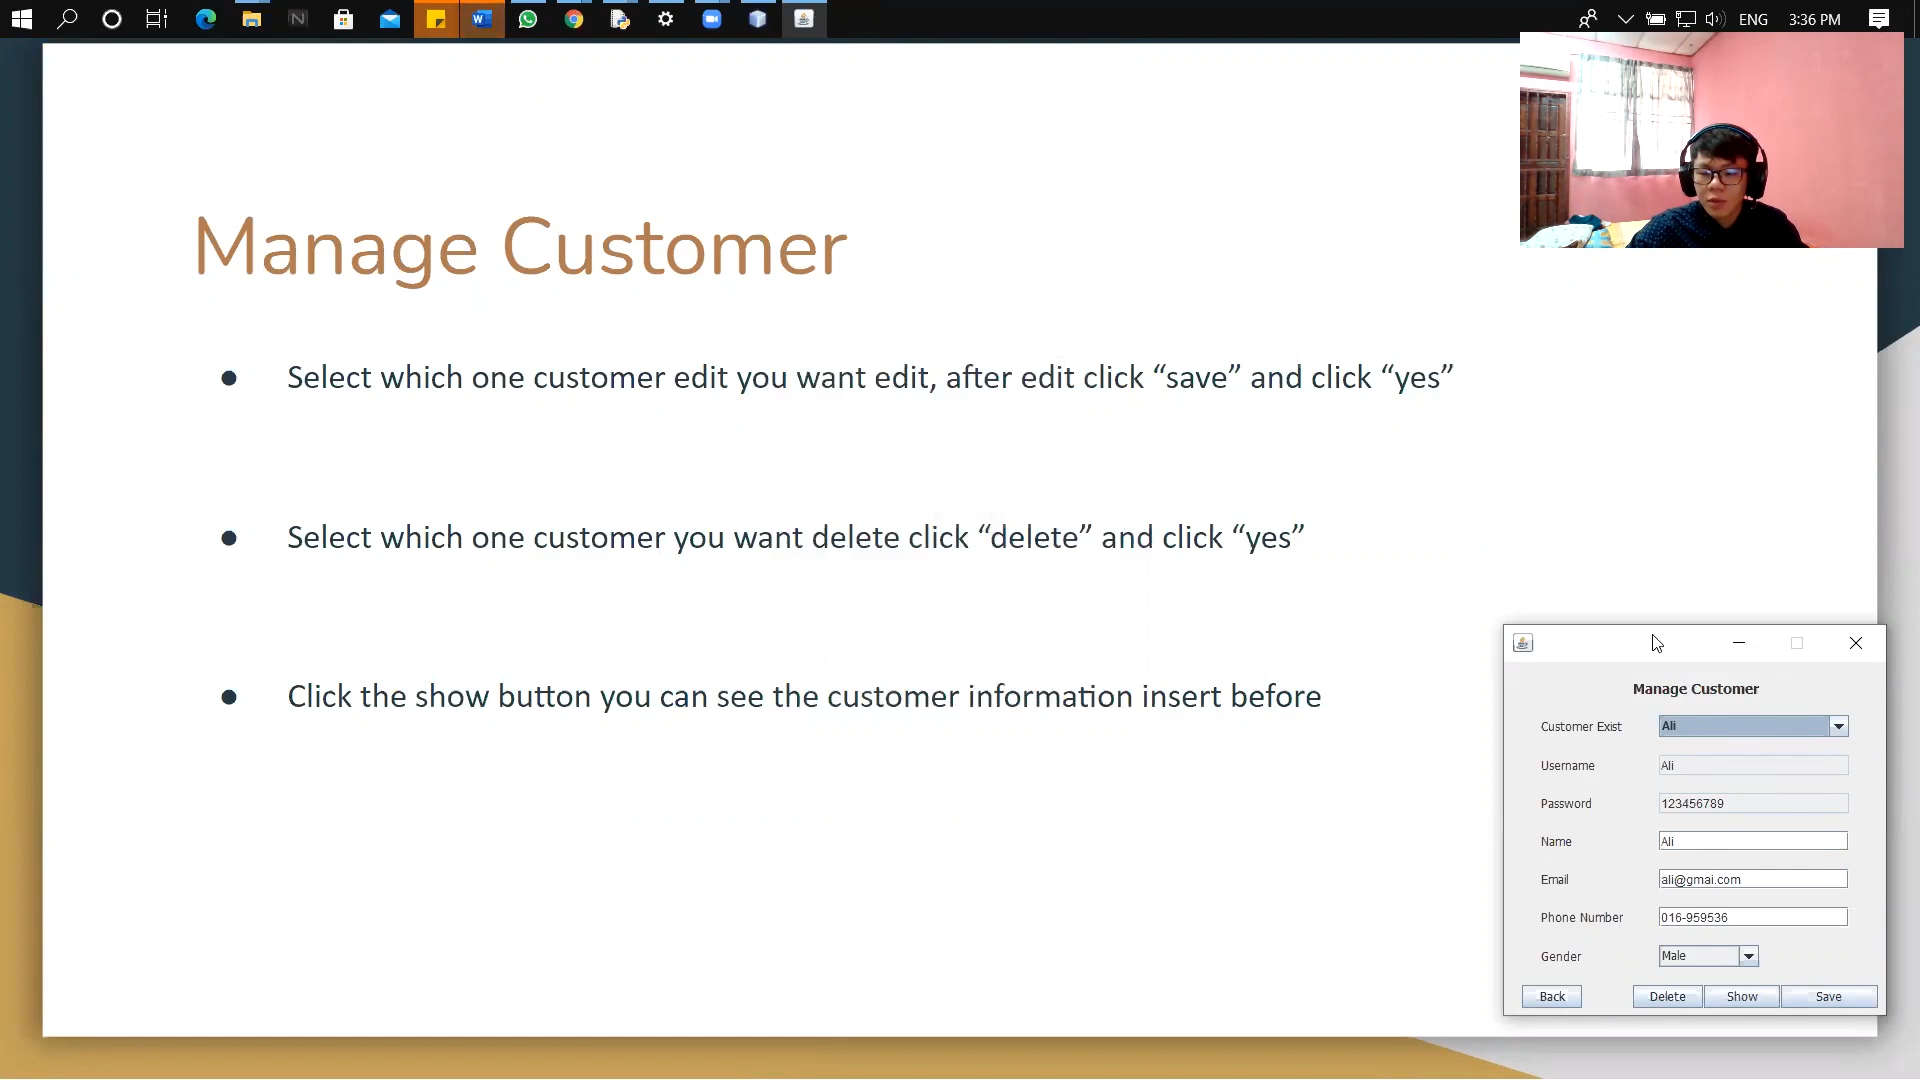 ENG 3:36 PM
Manage Customer
● Select which one customer edit you want edit, after edit click “save” and click “yes”
● Select which one customer you want delete click “delete” and click “yes”
● Click the show button you can see the customer information insert before
Manage Customer
Customer Exist Ali
Username Ali
Password 123456789
Name Ali
Email ali@gmai.com
Phone Number 016-959536
Gender Male
Back Delete Show Save